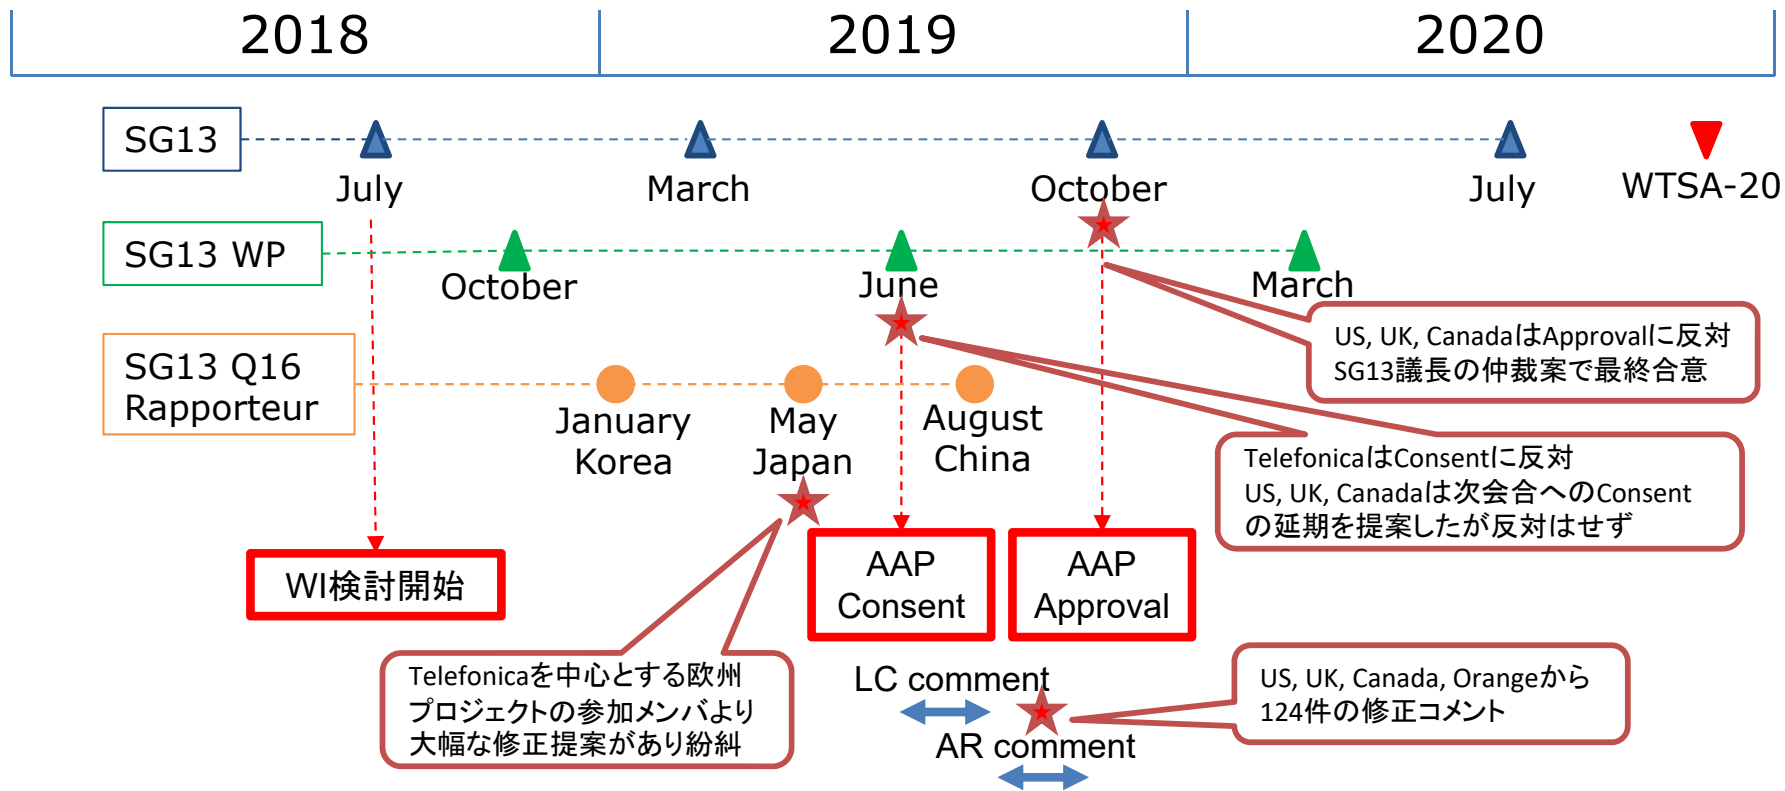 2018
2019
2020
SG13
July
March
October
July
WTSA-20
SG13 WP
October
June
March
SG13 Q16
Rapporteur
January
Korea
May
Japan
August
China
US, UK, CanadaはApprovalに反対
SG13議長の仲裁案で最終合意
TelefonicaはConsentに反対
US, UK, Canadaは次会合へのConsent
の延期を提案したが反対はせず
WI検討開始
AAP
Consent
AAP
Approval
Telefonicaを中心とする欧州
プロジェクトの参加メンバより
大幅な修正提案があり紛糾
LC comment
AR comment
US, UK, Canada, Orangeから
124件の修正コメント